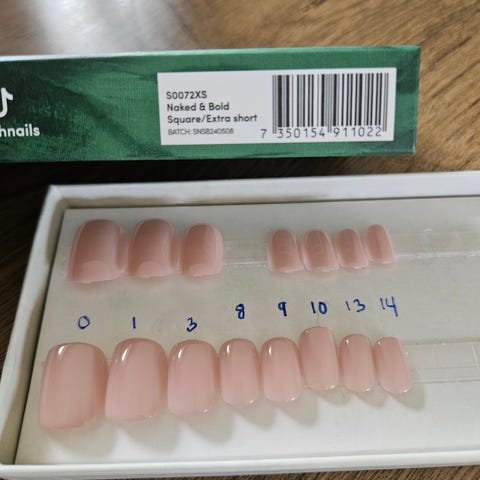 S0072XS
Naked & Bold
Square/Extra short
BATCH: SNSB240508
7 350154 911022
hnails
0 1 3 8 9 10 13 14